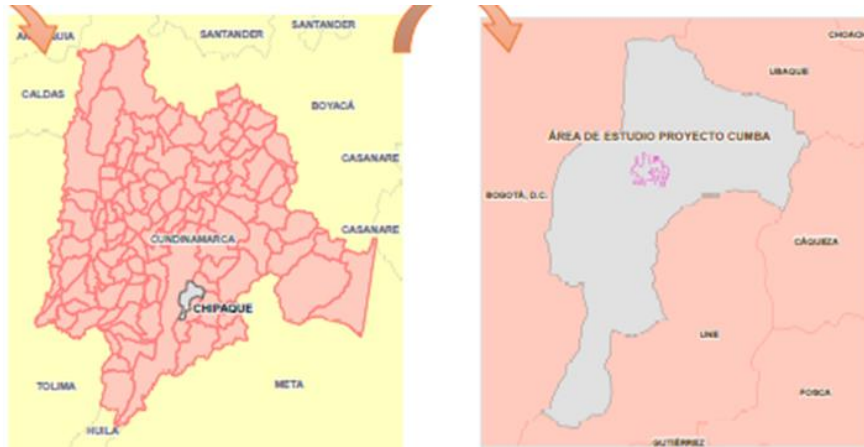 SANTANDER
SANTANDER
CALDAS
BOYACÁ
CASANARE
CASANARE
CUNDINAMARCA
CHIPAQUE
TOLIMA
META
HUILA
CHOACH
UBAQUE
ÁREA DE ESTUDIO PROYECTO CUMBA
BOGOTÁ, D.C.
CÁQUEZA
UNE
FOSCA
GUTIÉRREZ